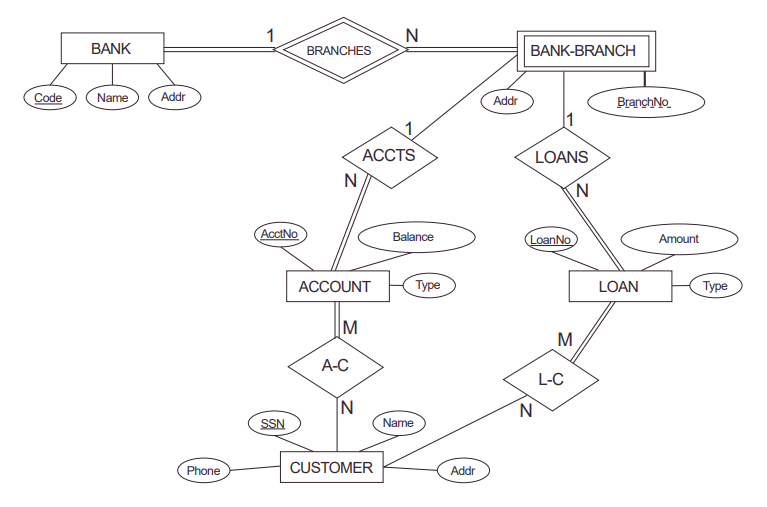 1
N
BANK
BRANCHES
BANK-BRANCH
Code
Name
Addr
Addr
BranchNo
1
1
ACCTS
LOANS
N
N
AcctNo
Balance
LoanNo
Amount
ACCOUNT
Type
LOAN
Type
M
M
A-C
L-C
N
N
SSN
Name
Phone
CUSTOMER
Addr